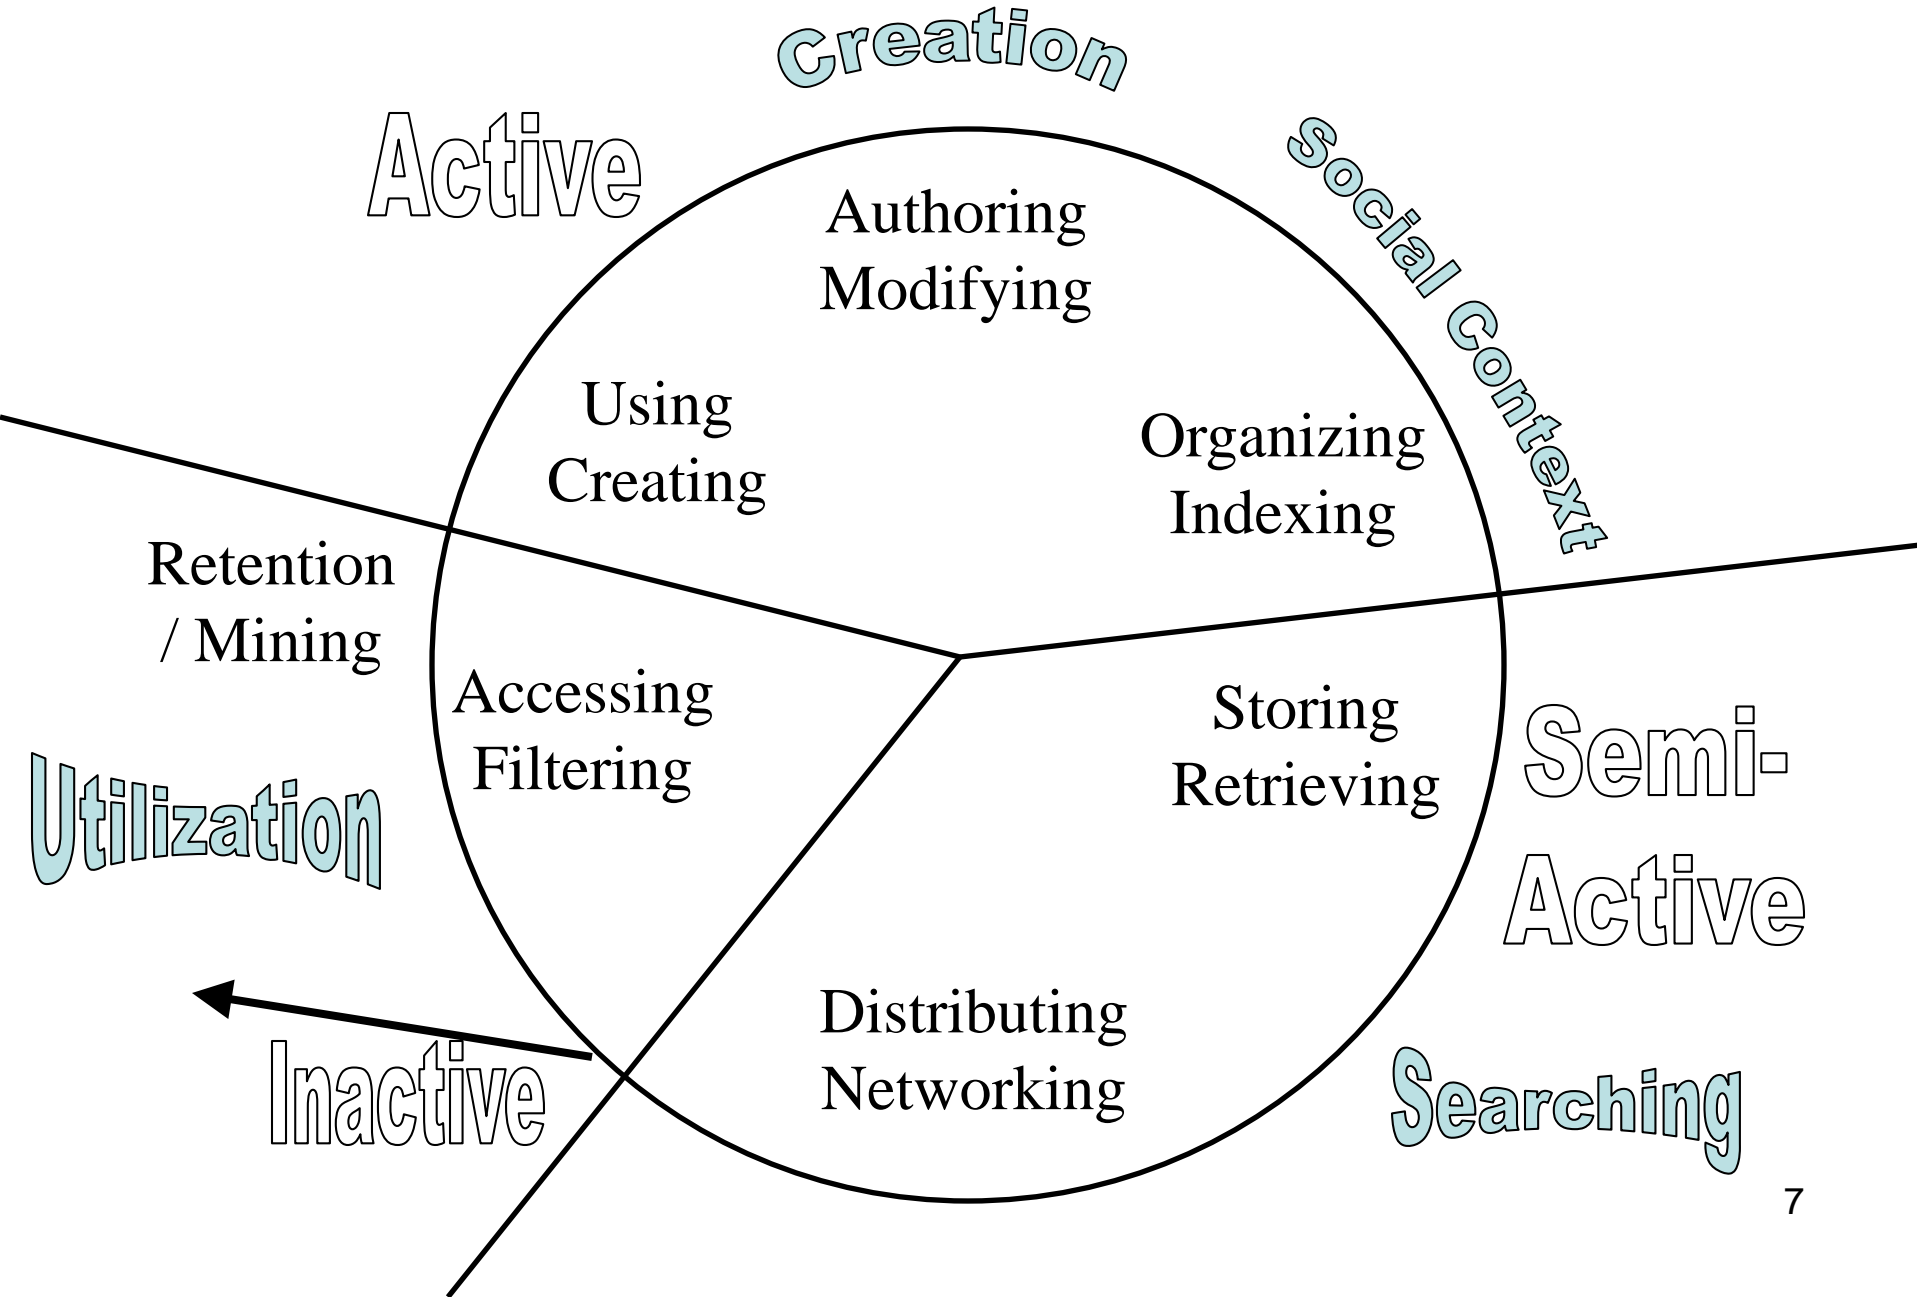 Creation
Active
Social Context
Authoring
Modifying
Using
Creating
Organizing
Indexing
Retention
/ Mining
Accessing
Filtering
Storing
Retrieving
Semi-
Active
Utilization
Distributing
Networking
Inactive
Searching
7